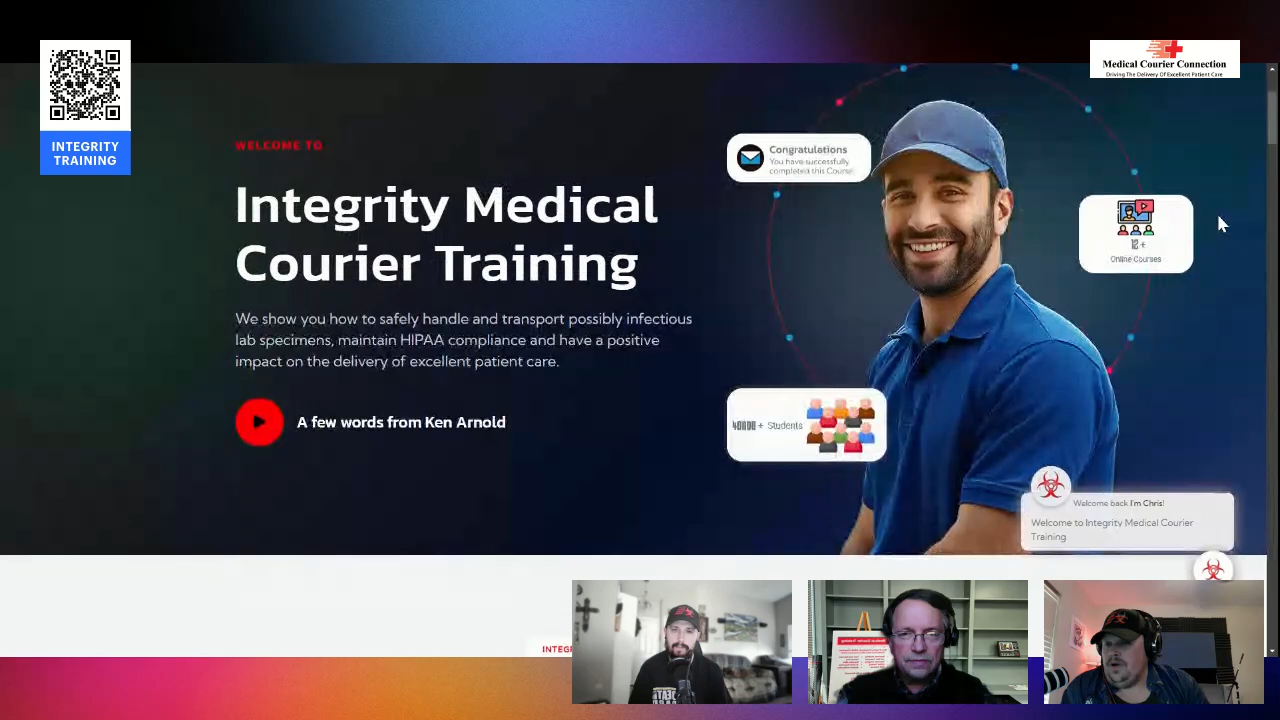 INTEGRITY
TRAINING
Medical Courier Connection
Driving The Delivery Of Excellent Patient Care
WELCOME TO
Integrity Medical
Courier Training
We show you how to safely handle and transport possibly infectious
lab specimens, maintain HIPAA compliance and have a positive
impact on the delivery of excellent patient care.
A few words from Ken Arnold
Congratulations
You have successfully
completed this Course!
12 +
Online Courses
40000 + Students
Welcome back I'm Chris!
Welcome to Integrity Medical Courier
Training